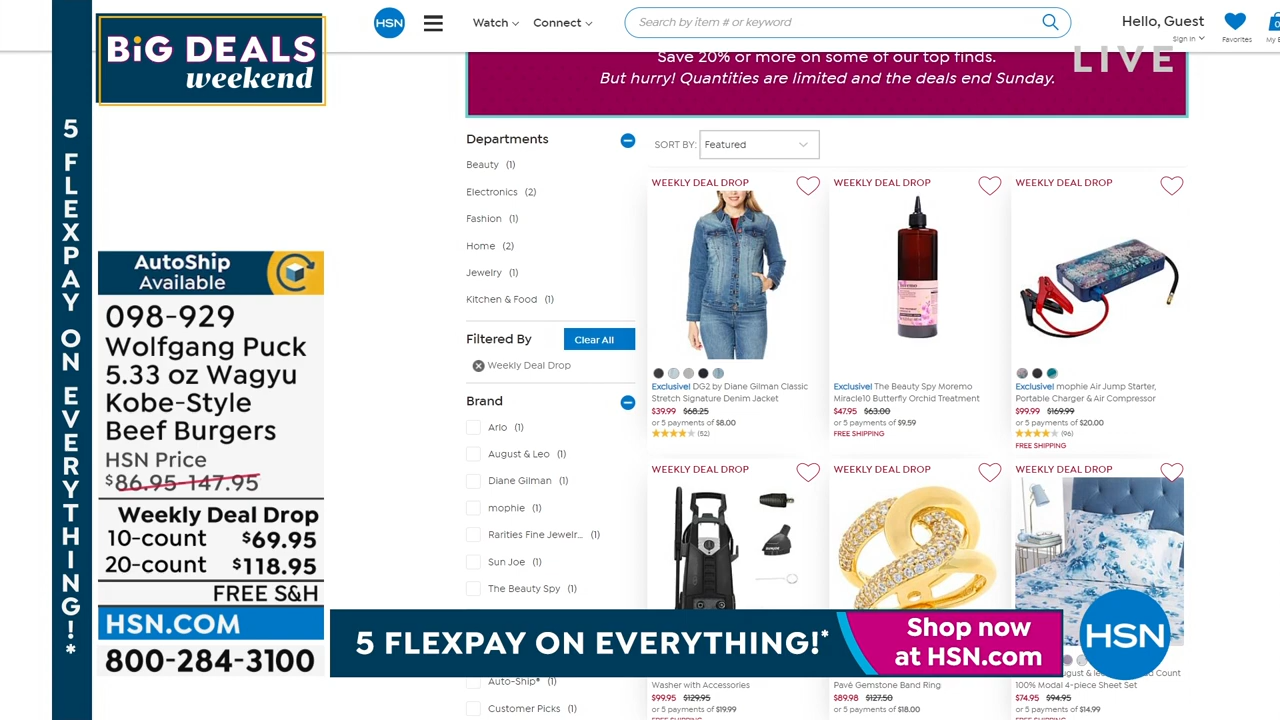 BiG DEALS
weekend
5 FLEXPAY ON EVERYTHING!*
AutoShip
Available
098-929
Wolfgang Puck
5.33 oz Wagyu
Kobe-Style
Beef Burgers
HSN Price
$86.95-147.95
Weekly Deal Drop
10-count $69.95
20-count $118.95
FREE S&H
HSN.COM
800-284-3100
HSN
Watch
Connect
Search by item # or keyword
Hello, Guest
Sign In
Favorites
0
My
LIVE
Save 20% or more on some of our top finds.
But hurry! Quantities are limited and the deals end Sunday.
Departments
Beauty (1)
Electronics (2)
Fashion (1)
Home (2)
Jewelry (1)
Kitchen & Food (1)
Filtered By
Clear All
Weekly Deal Drop
Brand
Arlo (1)
August & Leo (1)
Diane Gilman (1)
mophie (1)
Rarities Fine Jewelr... (1)
Sun Joe (1)
The Beauty Spy (1)
Auto-Ship® (1)
Customer Picks (1)
SORT BY: Featured
WEEKLY DEAL DROP
Exclusive! DG2 by Diane Gilman Classic
Stretch Signature Denim Jacket
$39.99 $68.25
or 5 payments of $8.00
(52)
WEEKLY DEAL DROP
Exclusive! The Beauty Spy Moremo
Miracle10 Butterfly Orchid Treatment
$47.95 $63.00
or 5 payments of $9.59
FREE SHIPPING
WEEKLY DEAL DROP
Exclusive! mophie Air Jump Starter,
Portable Charger & Air Compressor
$99.99 $169.99
or 5 payments of $20.00
(96)
FREE SHIPPING
WEEKLY DEAL DROP
Washer with Accessories
$99.95 $129.95
or 5 payments of $19.99
FREE SHIPPING
WEEKLY DEAL DROP
Pavé Gemstone Band Ring
$89.98 $127.50
or 5 payments of $18.00
WEEKLY DEAL DROP
Count
100% Modal 4-piece Sheet Set
$74.95 $94.95
or 5 payments of $14.99
FREE SHIPPING
5 FLEXPAY ON EVERYTHING!*
Shop now
at HSN.com
HSN